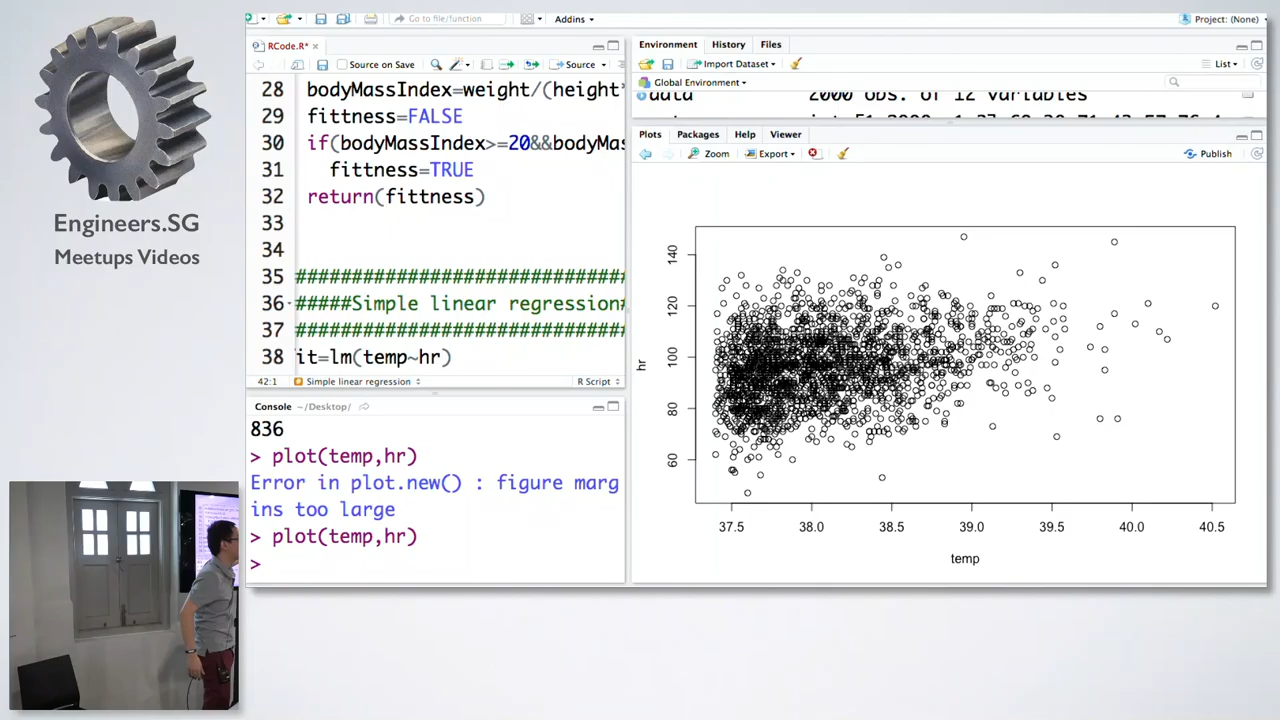 Engineers.SG
Meetups Videos
Go to file/function
Addins
Project: (None)
RCode.R*
Source on Save
Source
28 bodyMassIndex=weight/(height*
29 fittness=FALSE
30 if(bodyMassIndex>=20&&bodyMas
31 fittness=TRUE
32 return(fittness)
33
34
35 #############################
36 #####Simple linear regression#
37 #############################
38 it=lm(temp~hr)
42:1 Simple linear regression R Script
Console ~/Desktop/
836
> plot(temp,hr)
Error in plot.new() : figure marg
ins too large
> plot(temp,hr)
>
Environment History Files
Import Dataset List
Global Environment
data 2000 obs. of 12 variables
Plots Packages Help Viewer
Zoom Export Publish
hr
140
120
100
80
60
37.5 38.0 38.5 39.0 39.5 40.0 40.5
temp